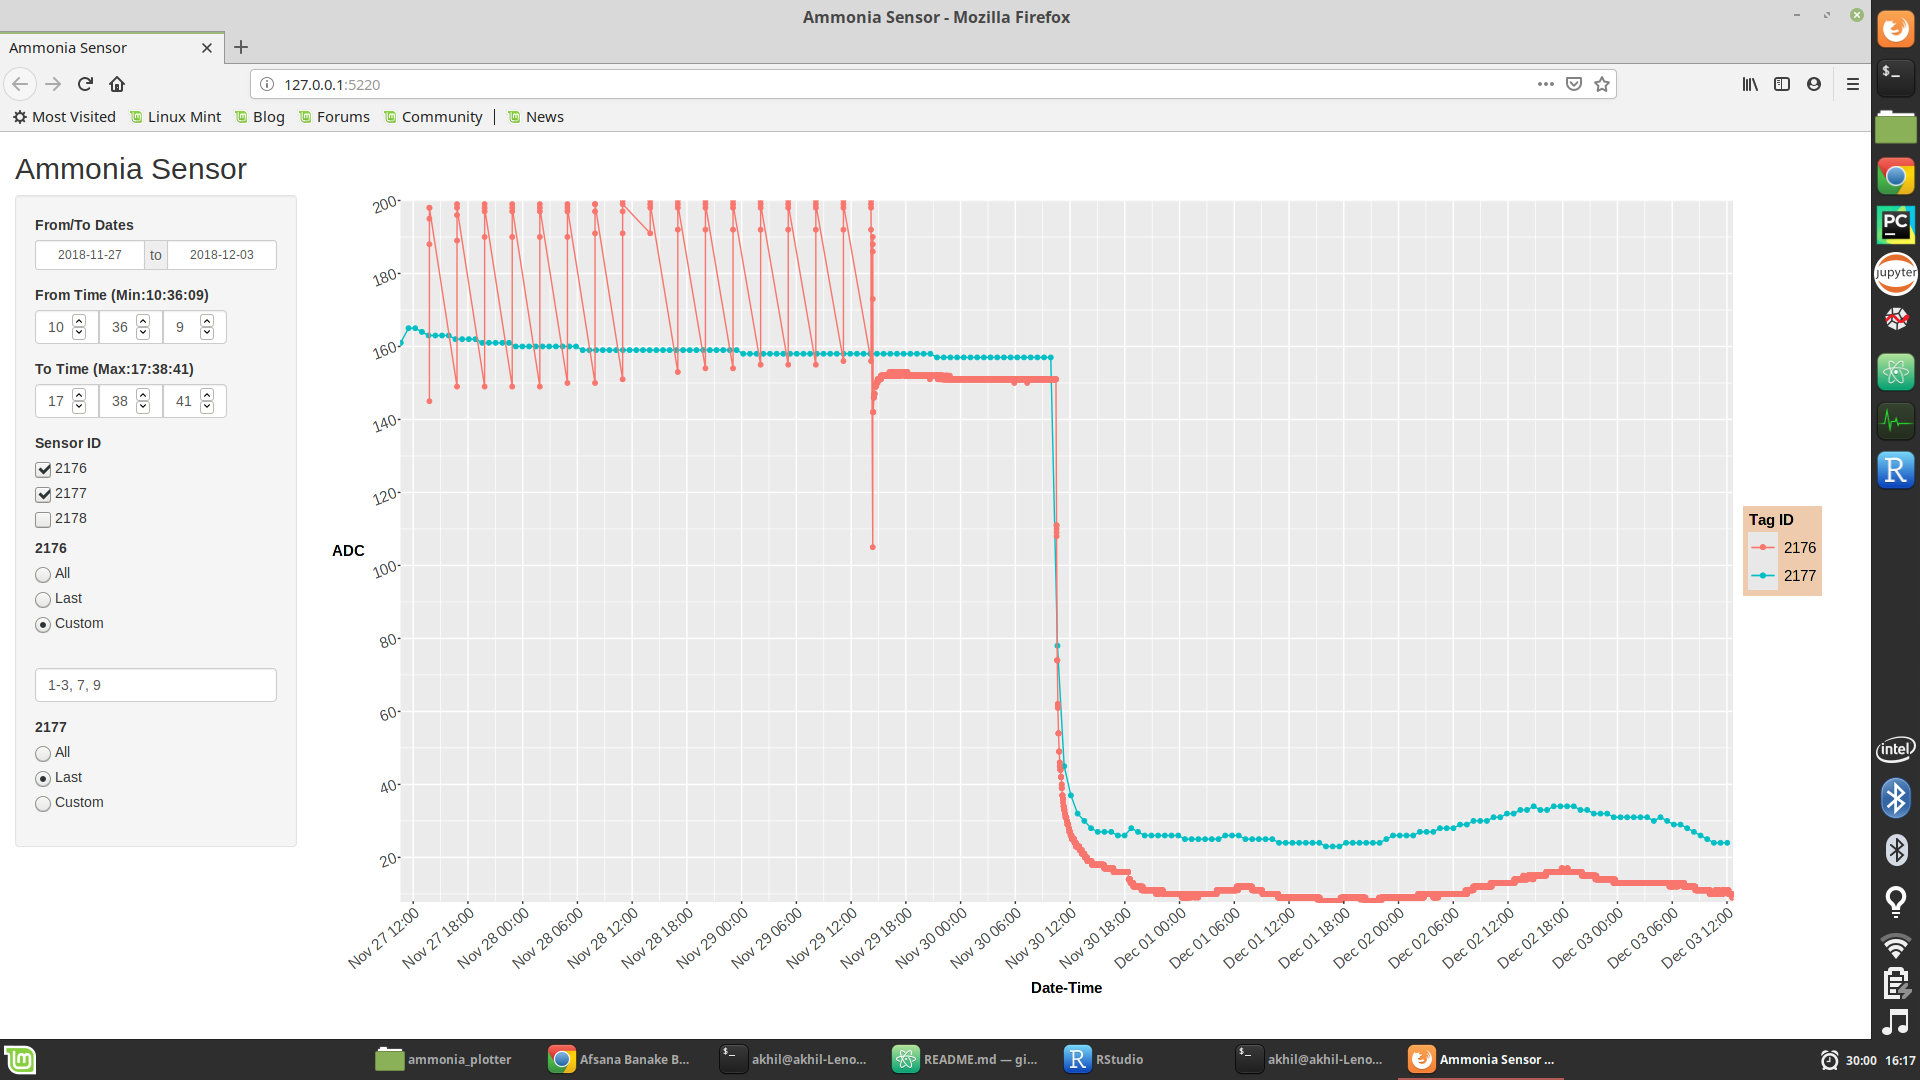 Ammonia Sensor - Mozilla Firefox
Ammonia Sensor
127.0.0.1:5220
Most Visited Linux Mint Blog Forums Community News
Ammonia Sensor
From/To Dates
2018-11-27 to 2018-12-03
From Time (Min:10:36:09)
10 36 9
To Time (Max:17:38:41)
17 38 41
Sensor ID
2176
2177
2178
2176
All
Last
Custom
1-3, 7, 9
2177
All
Last
Custom
200
180
160
140
120
100
80
60
40
20
ADC
Nov 27 12:00
Nov 27 18:00
Nov 28 00:00
Nov 28 06:00
Nov 28 12:00
Nov 28 18:00
Nov 29 00:00
Nov 29 06:00
Nov 29 12:00
Nov 29 18:00
Nov 30 00:00
Nov 30 06:00
Nov 30 12:00
Nov 30 18:00
Dec 01 00:00
Dec 01 06:00
Dec 01 12:00
Dec 01 18:00
Dec 02 00:00
Dec 02 06:00
Dec 02 12:00
Dec 02 18:00
Dec 03 00:00
Dec 03 06:00
Dec 03 12:00
Date-Time
Tag ID
2176
2177
$_
PC
jupyter
R
intel
ammonia_plotter
Afsana Banake B...
akhil@akhil-Leno...
README.md — gi...
RStudio
akhil@akhil-Leno...
Ammonia Sensor ...
30:00 16:17